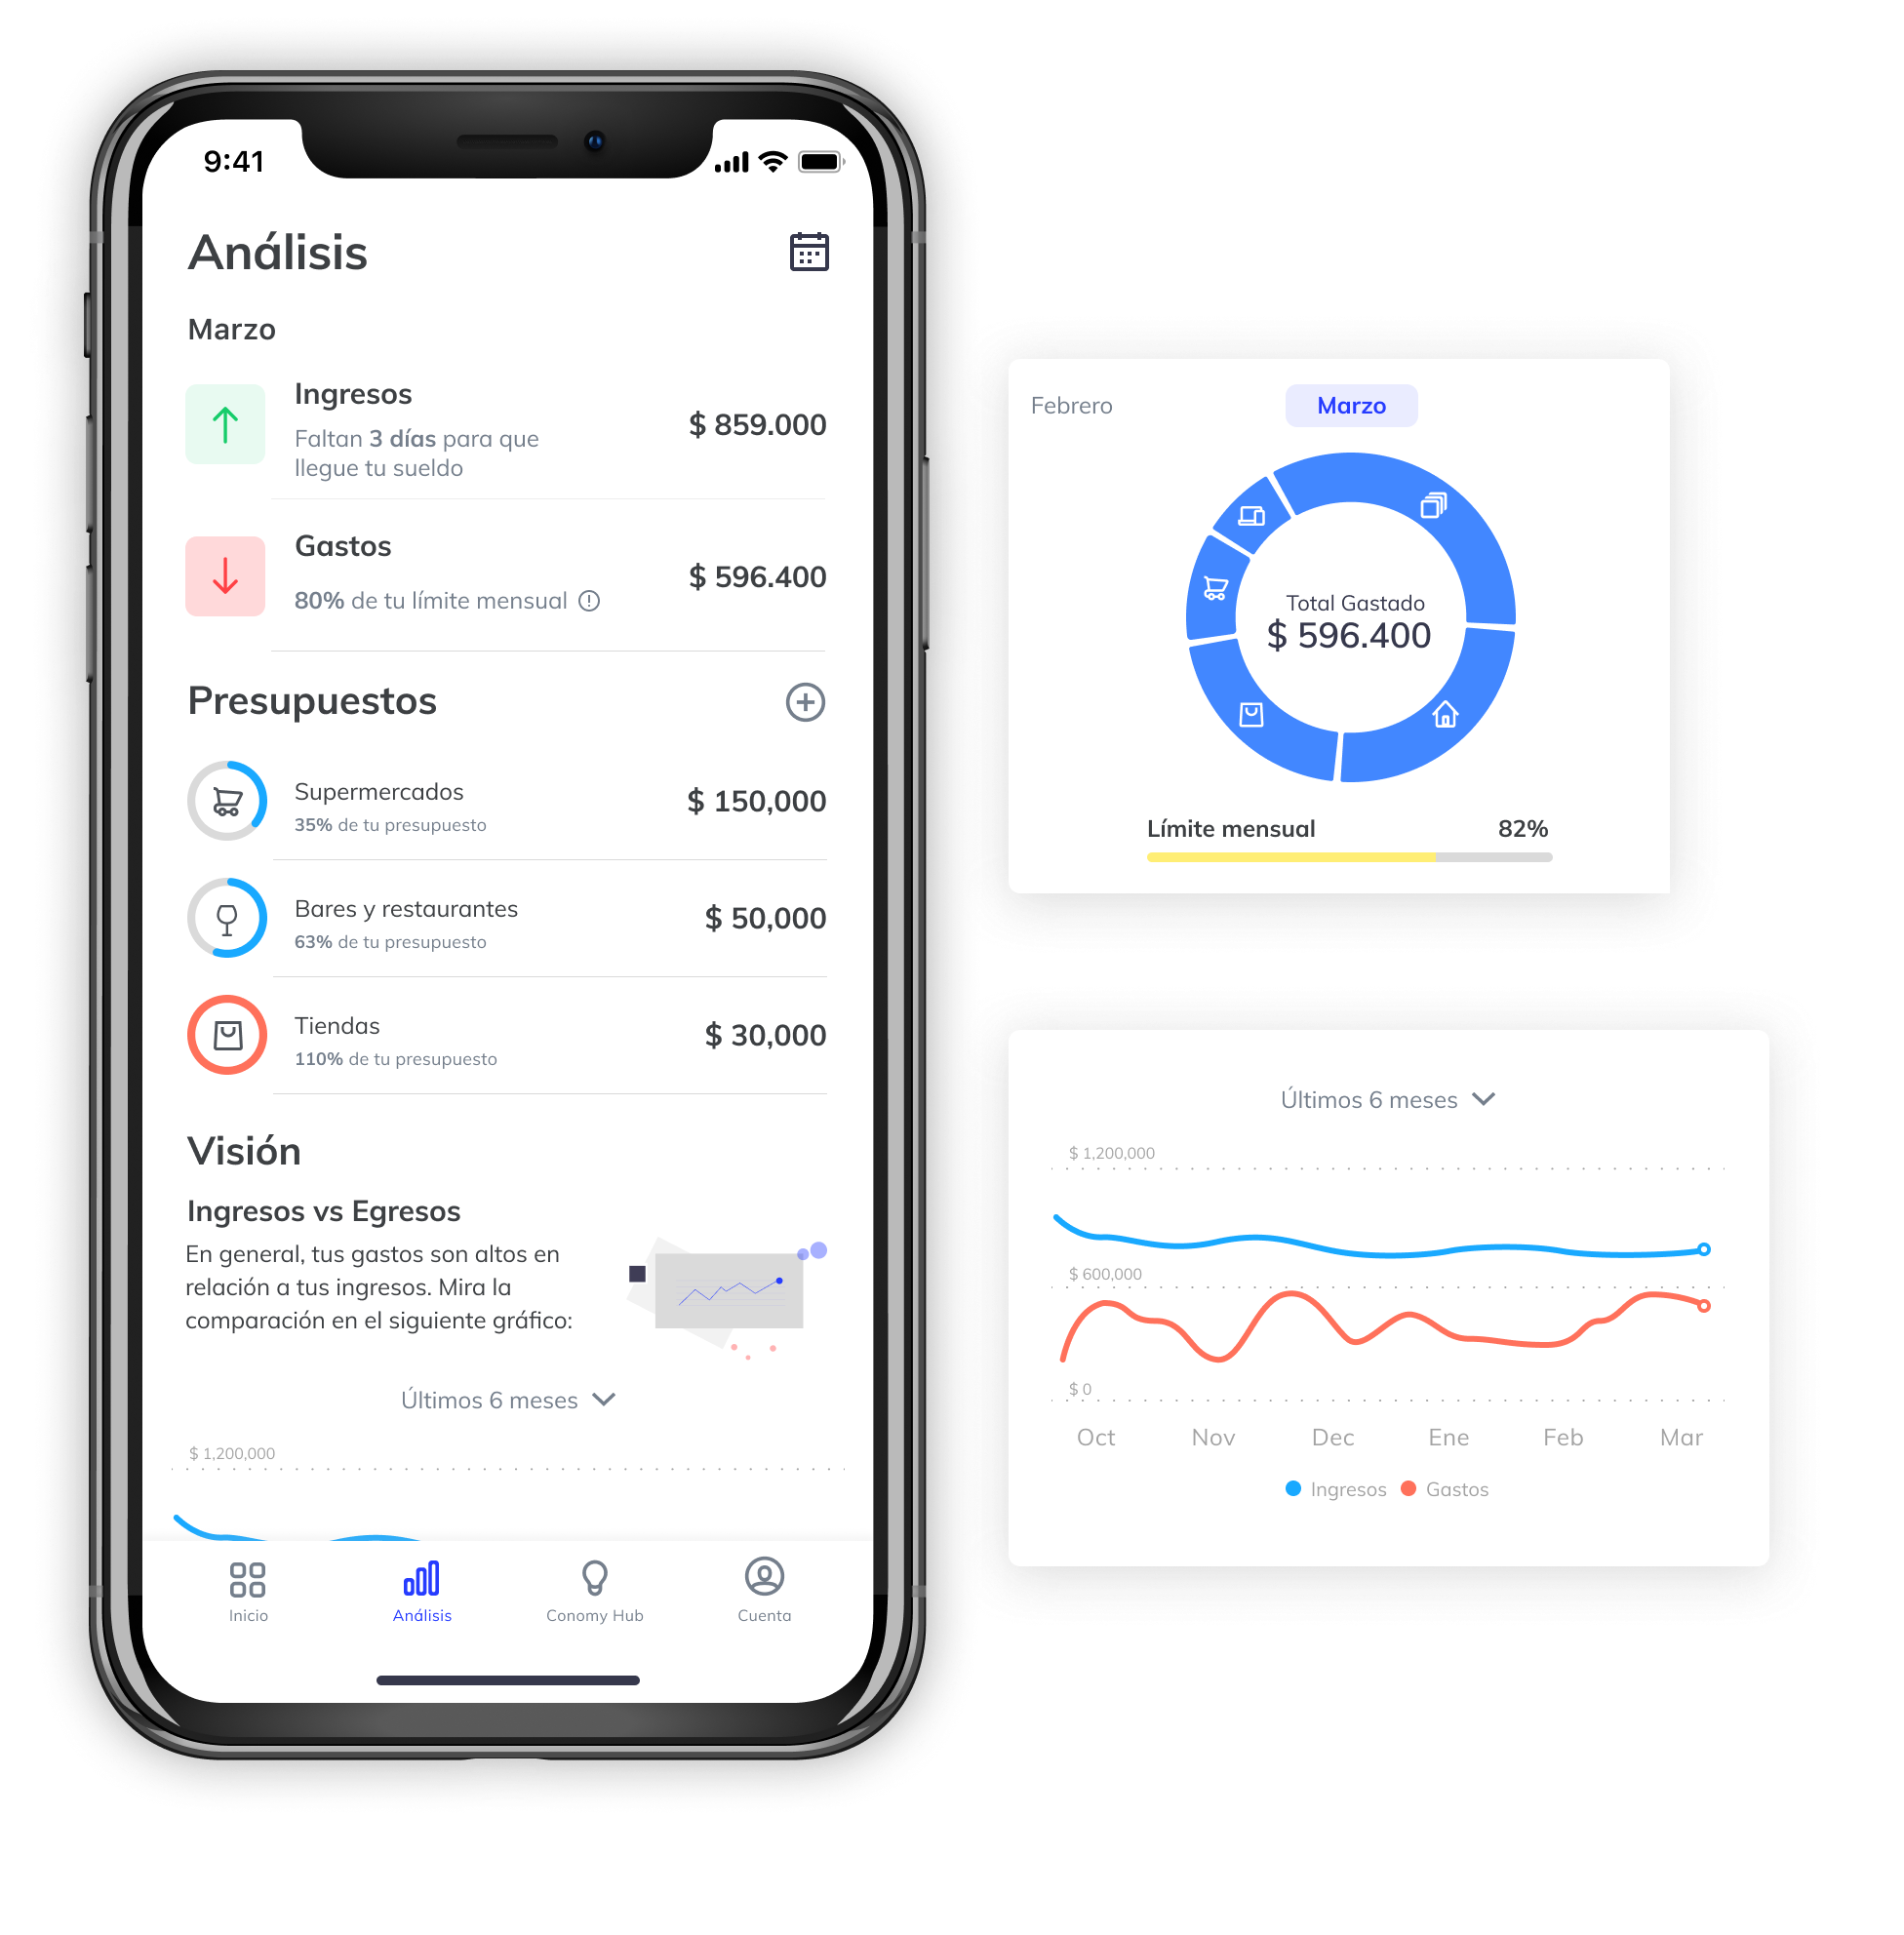 9:41
Análisis
Marzo
Ingresos
Faltan 3 días para que
llegue tu sueldo
$ 859.000
Gastos
80% de tu límite mensual
$ 596.400
Presupuestos
Supermercados
35% de tu presupuesto
$ 150,000
Bares y restaurantes
63% de tu presupuesto
$ 50,000
Tiendas
110% de tu presupuesto
$ 30,000
Visión
Ingresos vs Egresos
En general, tus gastos son altos en
relación a tus ingresos. Mira la
comparación en el siguiente gráfico:
Últimos 6 meses
$ 1,200,000
Inicio
Análisis
Conomy Hub
Cuenta
Febrero
Marzo
Total Gastado
$ 596.400
Límite mensual 82%
Últimos 6 meses
$ 1,200,000
$ 600,000
$ 0
Oct Nov Dec Ene Feb Mar
Ingresos Gastos